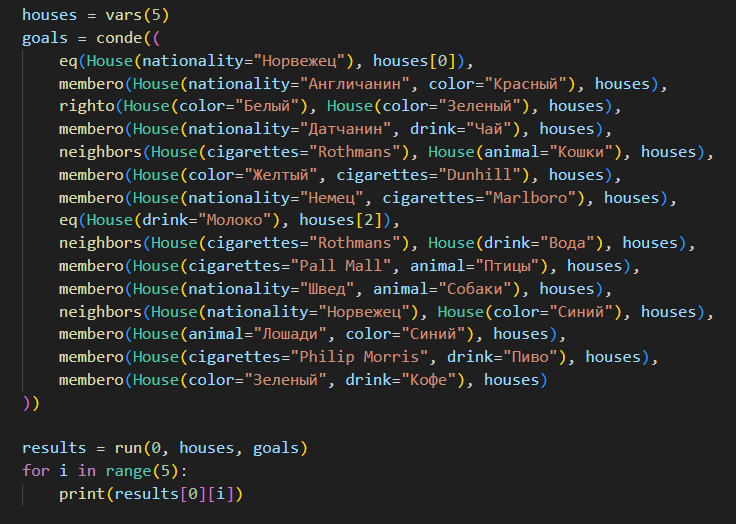 houses = vars(5)
goals = conde((
    eq(House(nationality="Норвежец"), houses[0]),
    membero(House(nationality="Англичанин", color="Красный"), houses),
    righto(House(color="Белый"), House(color="Зеленый"), houses),
    membero(House(nationality="Датчанин", drink="Чай"), houses),
    neighbors(House(cigarettes="Rothmans"), House(animal="Кошки"), houses),
    membero(House(color="Желтый", cigarettes="Dunhill"), houses),
    membero(House(nationality="Немец", cigarettes="Marlboro"), houses),
    eq(House(drink="Молоко"), houses[2]),
    neighbors(House(cigarettes="Rothmans"), House(drink="Вода"), houses),
    membero(House(cigarettes="Pall Mall", animal="Птицы"), houses),
    membero(House(nationality="Швед", animal="Собаки"), houses),
    neighbors(House(nationality="Норвежец"), House(color="Синий"), houses),
    membero(House(animal="Лошади", color="Синий"), houses),
    membero(House(cigarettes="Philip Morris", drink="Пиво"), houses),
    membero(House(color="Зеленый", drink="Кофе"), houses)
))
results = run(0, houses, goals)
for i in range(5):
    print(results[0][i])